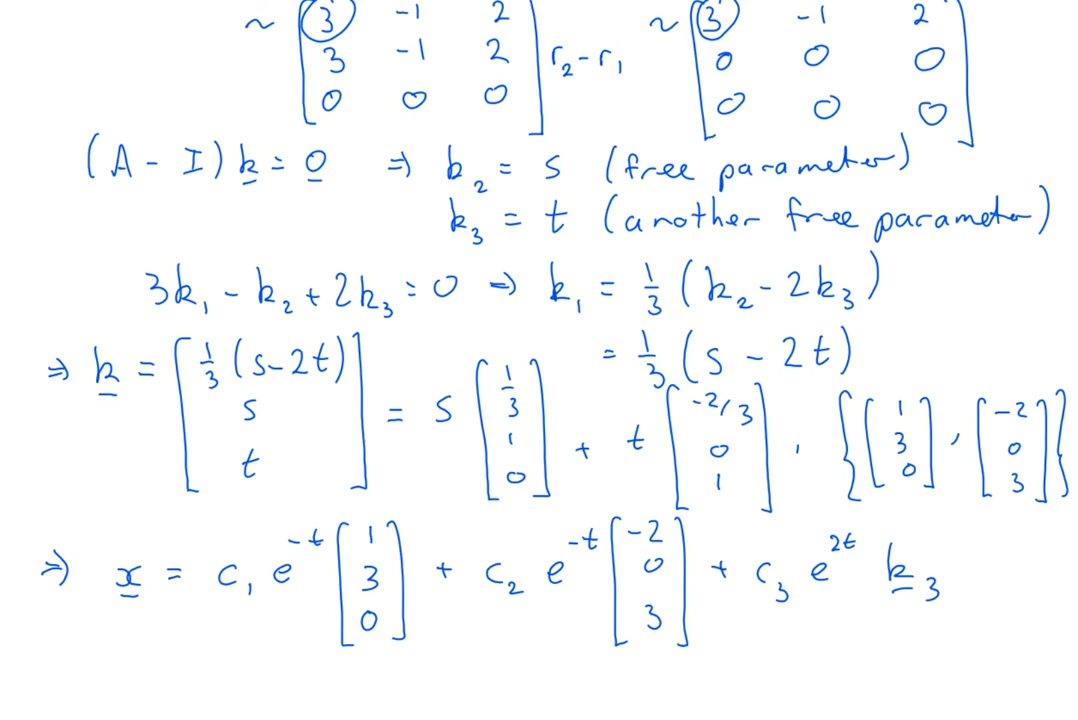 ~ [3 -1 2; 3 -1 2; 0 0 0] r₂-r₁ ~ [3 -1 2; 0 0 0; 0 0 0]
(A - I) k = 0 ⇒ k₂ = s (free parameter)
k₃ = t (another free parameter)
3k₁ - k₂ + 2k₃ = 0 ⇒ k₁ = 1/3 (k₂ - 2k₃)
= 1/3 (s - 2t)
⇒ k = [1/3 (s-2t); s; t] = s [1/3; 1; 0] + t [-2/3; 0; 1] . {[1; 3; 0], [-2; 0; 3]}
⇒ x = c₁ e^-t [1; 3; 0] + c₂ e^-t [-2; 0; 3] + c₃ e^2t k₃